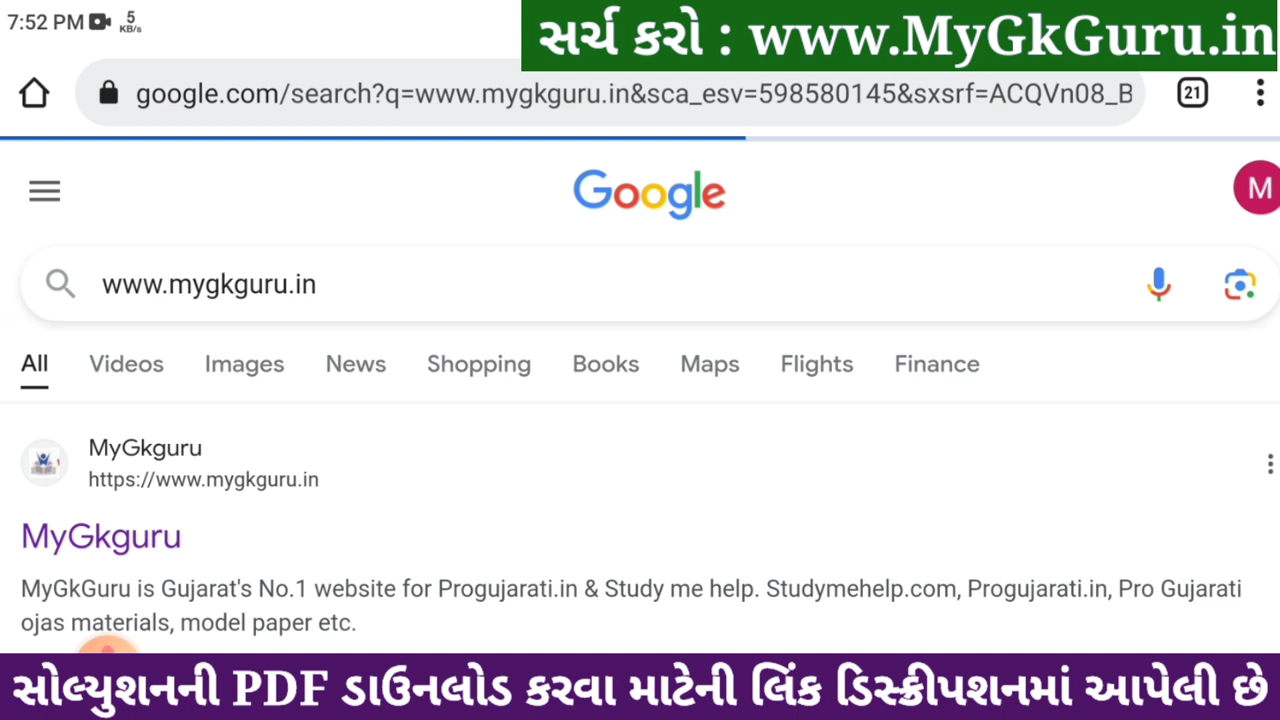 7:52 PM 5 KB/s
સર્ચ કરો : www.MyGkGuru.in
google.com/search?q=www.mygkguru.in&sca_esv=598580145&sxsrf=ACQVn08_B
21
Google
M
www.mygkguru.in
All Videos Images News Shopping Books Maps Flights Finance
MyGkguru
https://www.mygkguru.in
MyGkguru
MyGkGuru is Gujarat's No.1 website for Progujarati.in & Study me help. Studymehelp.com, Progujarati.in, Pro Gujarati
ojas materials, model paper etc.
સોલ્યુશનની PDF ડાઉનલોડ કરવા માટેની લિંક ડિસ્ક્રીપશનમાં આપેલી છે